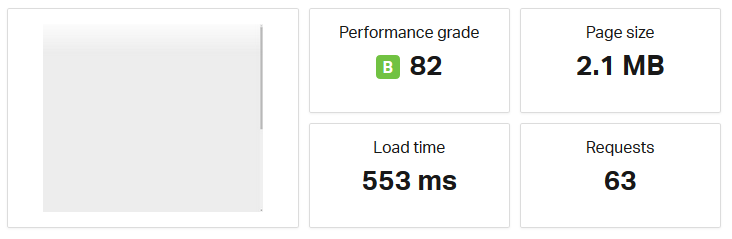 Performance grade
B 82
Page size
2.1 MB
Load time
553 ms
Requests
63